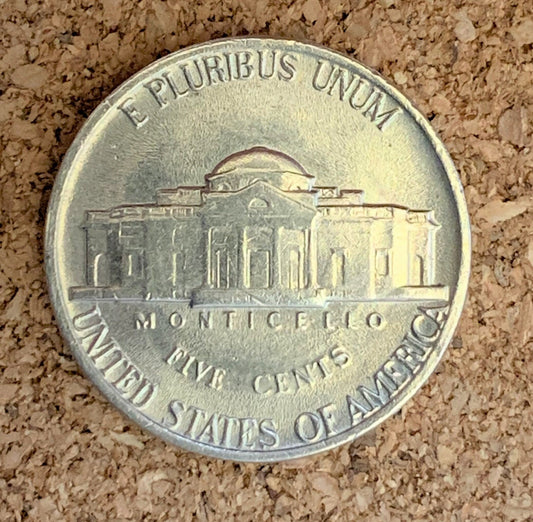 E PLURIBUS UNUM
MONTICELLO
FIVE CENTS
UNITED STATES OF AMERICA